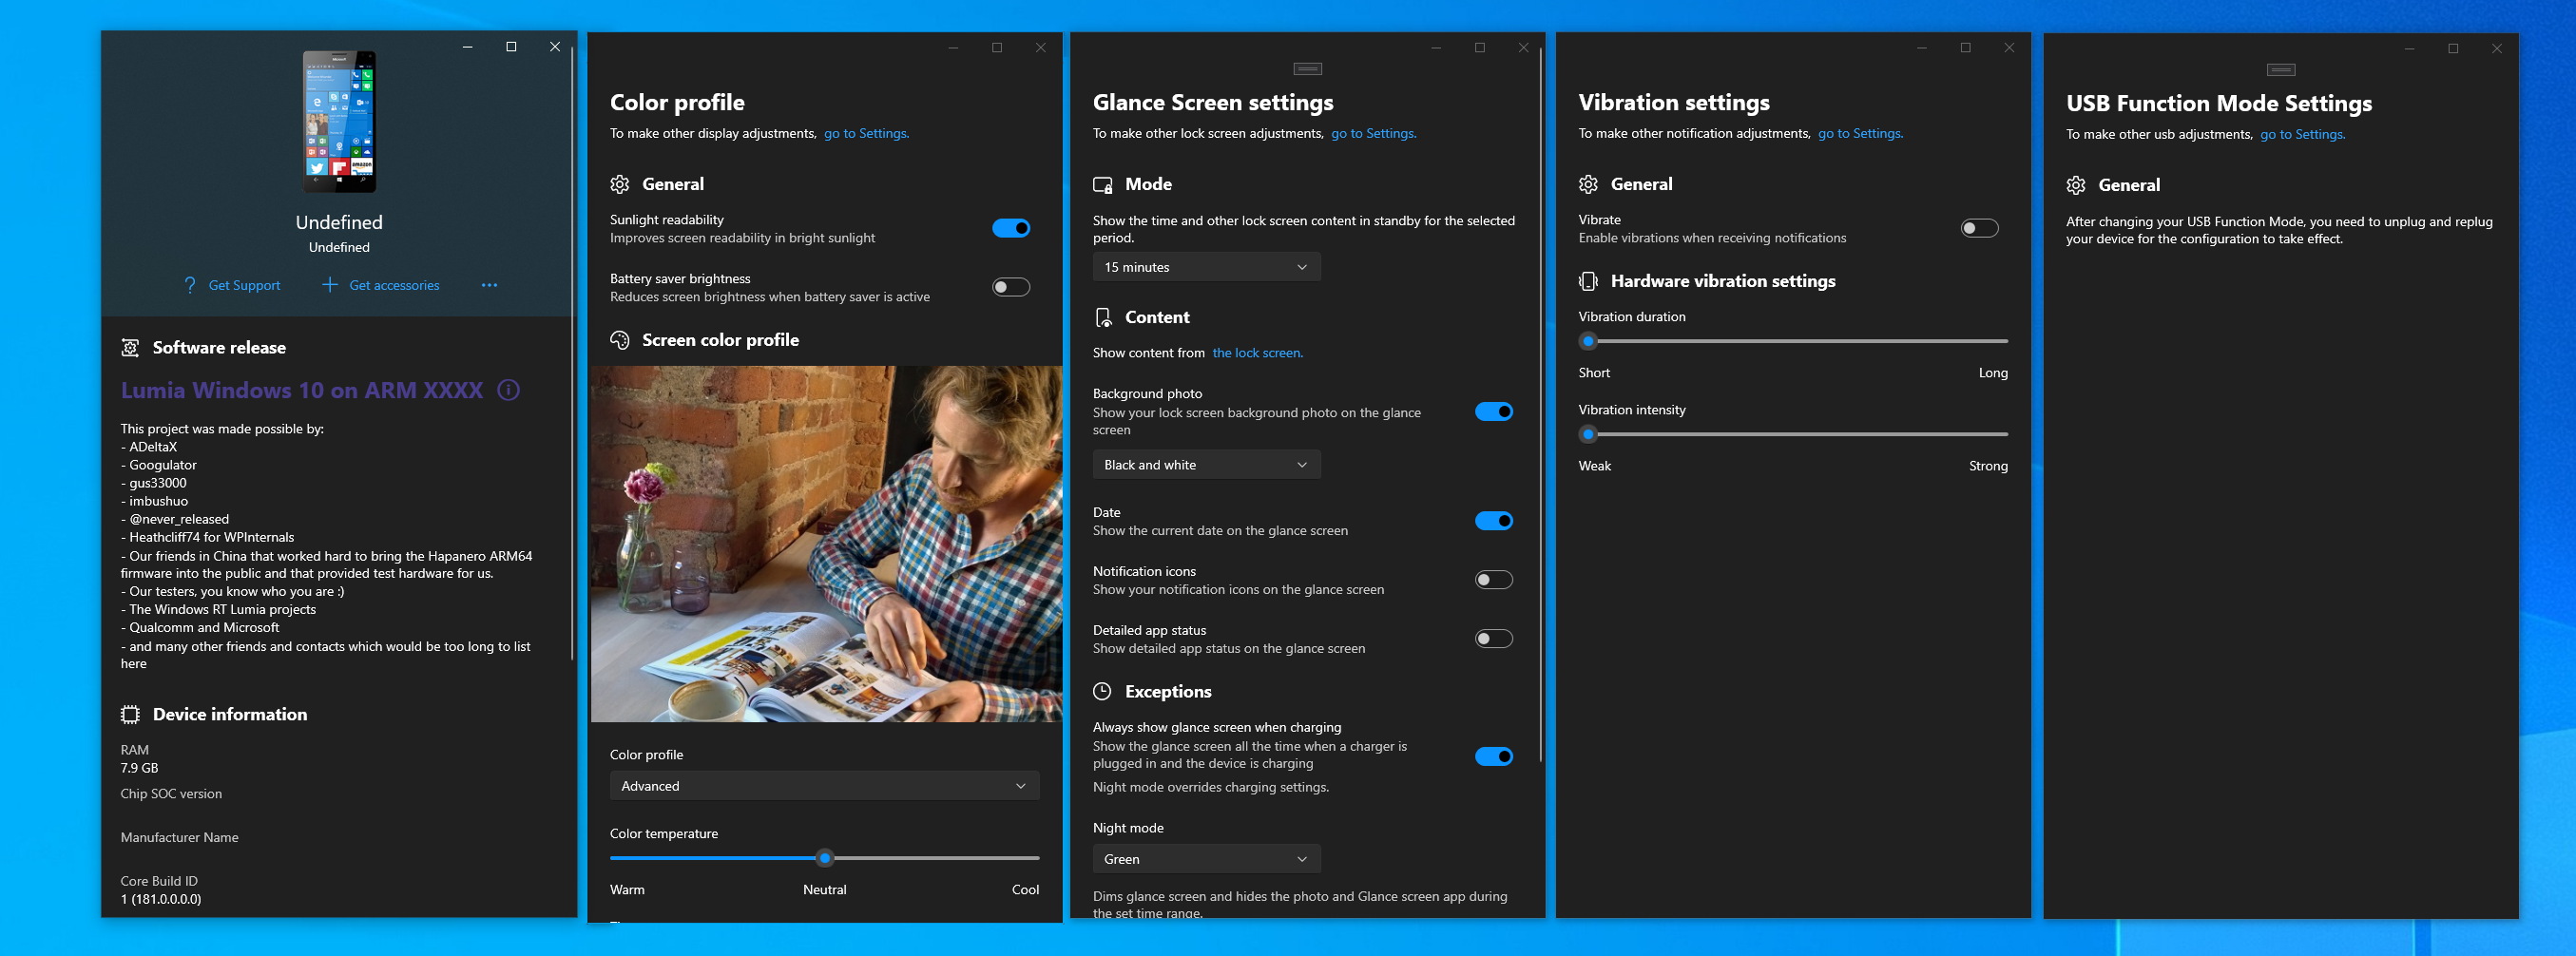 Undefined
Undefined
Get Support
Get accessories
Software release
Lumia Windows 10 on ARM XXXX
This project was made possible by:
- ADeltaX
- Googulator
- gus33000
- imbushuo
- @never_released
- Heathcliff74 for WPInternals
- Our friends in China that worked hard to bring the Hapanero ARM64
firmware into the public and that provided test hardware for us.
- Our testers, you know who you are :)
- The Windows RT Lumia projects
- Qualcomm and Microsoft
- and many other friends and contacts which would be too long to list
here
Device information
RAM
7.9 GB
Chip SOC version
Manufacturer Name
Core Build ID
1 (181.0.0.0.0)
Color profile
To make other display adjustments, go to Settings.
General
Sunlight readability
Improves screen readability in bright sunlight
Battery saver brightness
Reduces screen brightness when battery saver is active
Screen color profile
Color profile
Advanced
Color temperature
Warm
Neutral
Cool
Glance Screen settings
To make other lock screen adjustments, go to Settings.
Mode
Show the time and other lock screen content in standby for the selected
period.
15 minutes
Content
Show content from the lock screen.
Background photo
Show your lock screen background photo on the glance
screen
Black and white
Date
Show the current date on the glance screen
Notification icons
Show your notification icons on the glance screen
Detailed app status
Show detailed app status on the glance screen
Exceptions
Always show glance screen when charging
Show the glance screen all the time when a charger is
plugged in and the device is charging
Night mode overrides charging settings.
Night mode
Green
Dims glance screen and hides the photo and Glance screen app during
the set time range.
Vibration settings
To make other notification adjustments, go to Settings.
General
Vibrate
Enable vibrations when receiving notifications
Hardware vibration settings
Vibration duration
Short
Long
Vibration intensity
Weak
Strong
USB Function Mode Settings
To make other usb adjustments, go to Settings.
General
After changing your USB Function Mode, you need to unplug and replug
your device for the configuration to take effect.